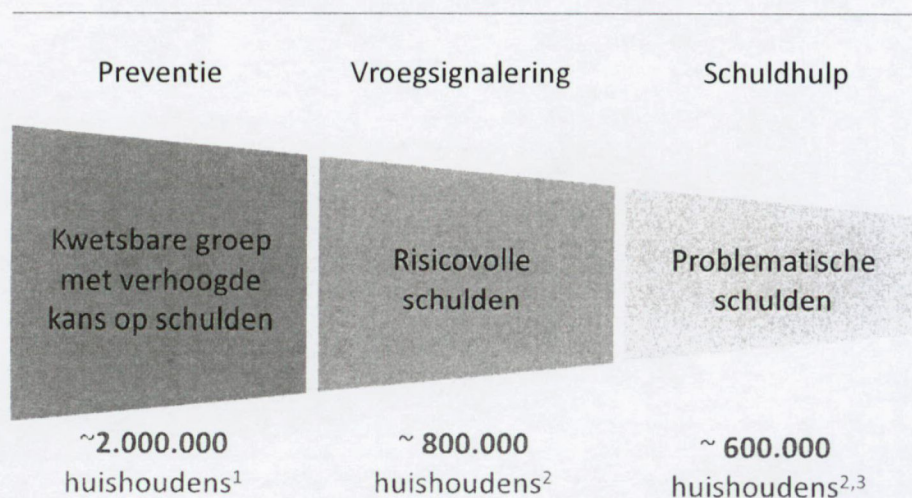 Preventie
Vroegsignalering
Schuldhulp
Kwetsbare groep
met verhoogde
kans op schulden
Risicovolle
schulden
Problematische
schulden
~2.000.000
huishoudens¹
~ 800.000
huishoudens²
~ 600.000
huishoudens²,³